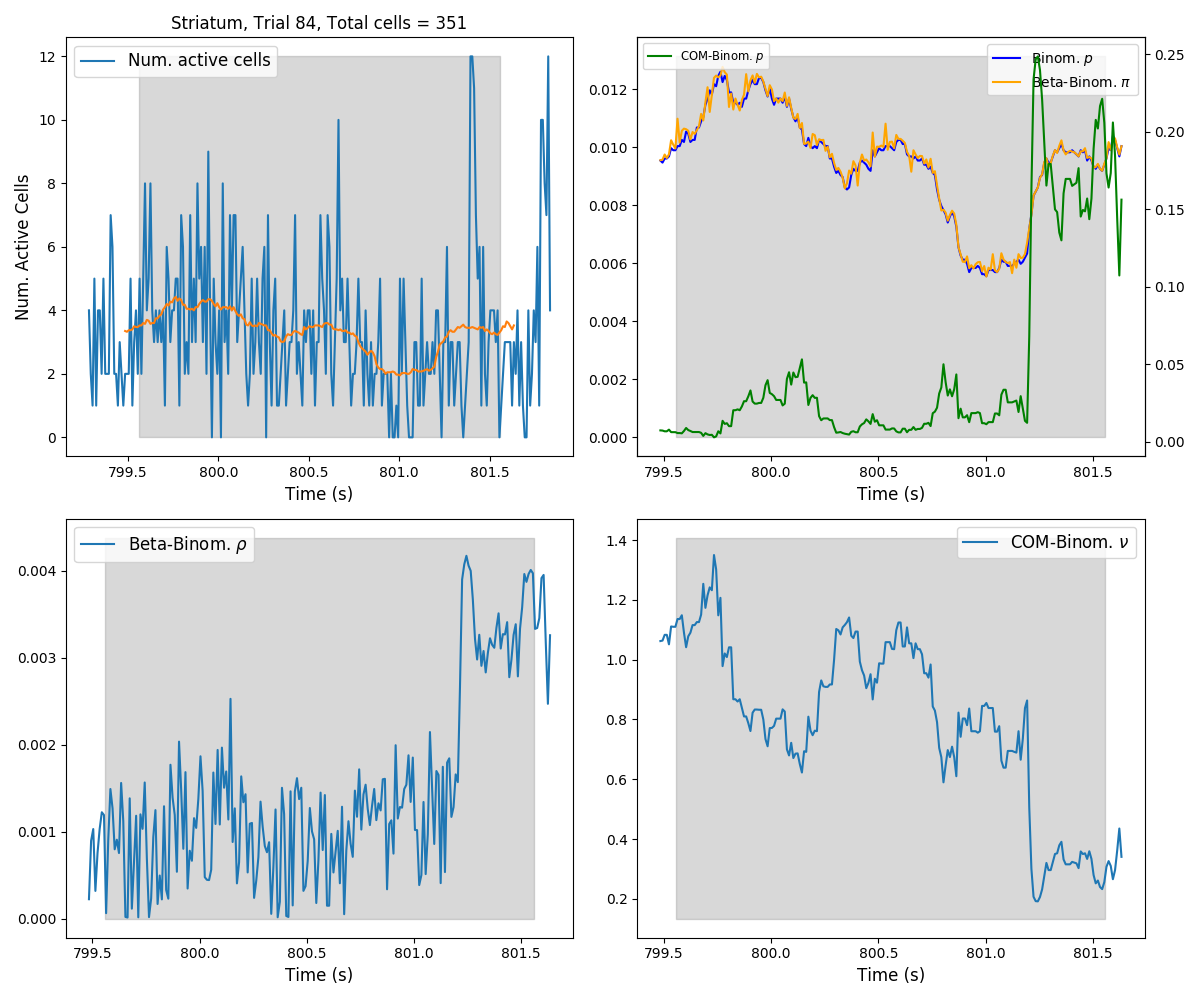 Striatum, Trial 84, Total cells = 351
Num. active cells
Num. Active Cells
12
10
8
6
4
2
0
799.5 800.0 800.5 801.0 801.5
Time (s)
COM-Binom. p
Binom. p
Beta-Binom. π
0.012
0.010
0.008
0.006
0.004
0.002
0.000
0.25
0.20
0.15
0.10
0.05
0.00
799.5 800.0 800.5 801.0 801.5
Time (s)
Beta-Binom. ρ
0.004
0.003
0.002
0.001
0.000
799.5 800.0 800.5 801.0 801.5
Time (s)
COM-Binom. ν
1.4
1.2
1.0
0.8
0.6
0.4
0.2
799.5 800.0 800.5 801.0 801.5
Time (s)